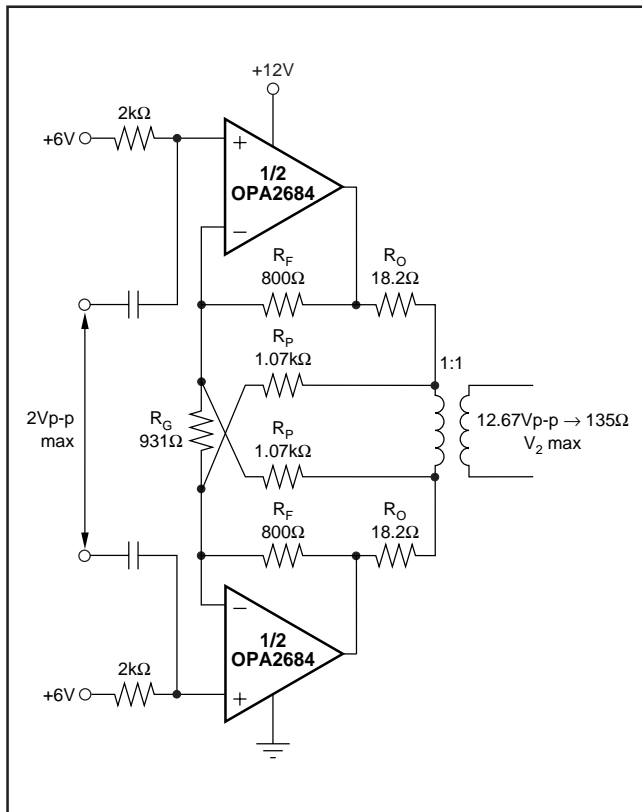 +12V
2kΩ
+6V
+
1/2
OPA2684
−
R_F
800Ω
R_O
18.2Ω
R_P
1.07kΩ
1:1
2Vp-p
max
R_G
931Ω
12.67Vp-p → 135Ω
V_2 max
R_P
1.07kΩ
R_F
800Ω
R_O
18.2Ω
−
1/2
OPA2684
+
2kΩ
+6V